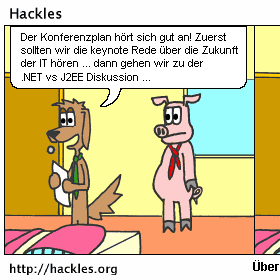 Hackles
Der Konferenzplan hört sich gut an! Zuerst
sollten wir die keynote Rede über die Zukunft
der IT hören ... dann gehen wir zu der
.NET vs J2EE Diskussion ...
http://hackles.org
Über